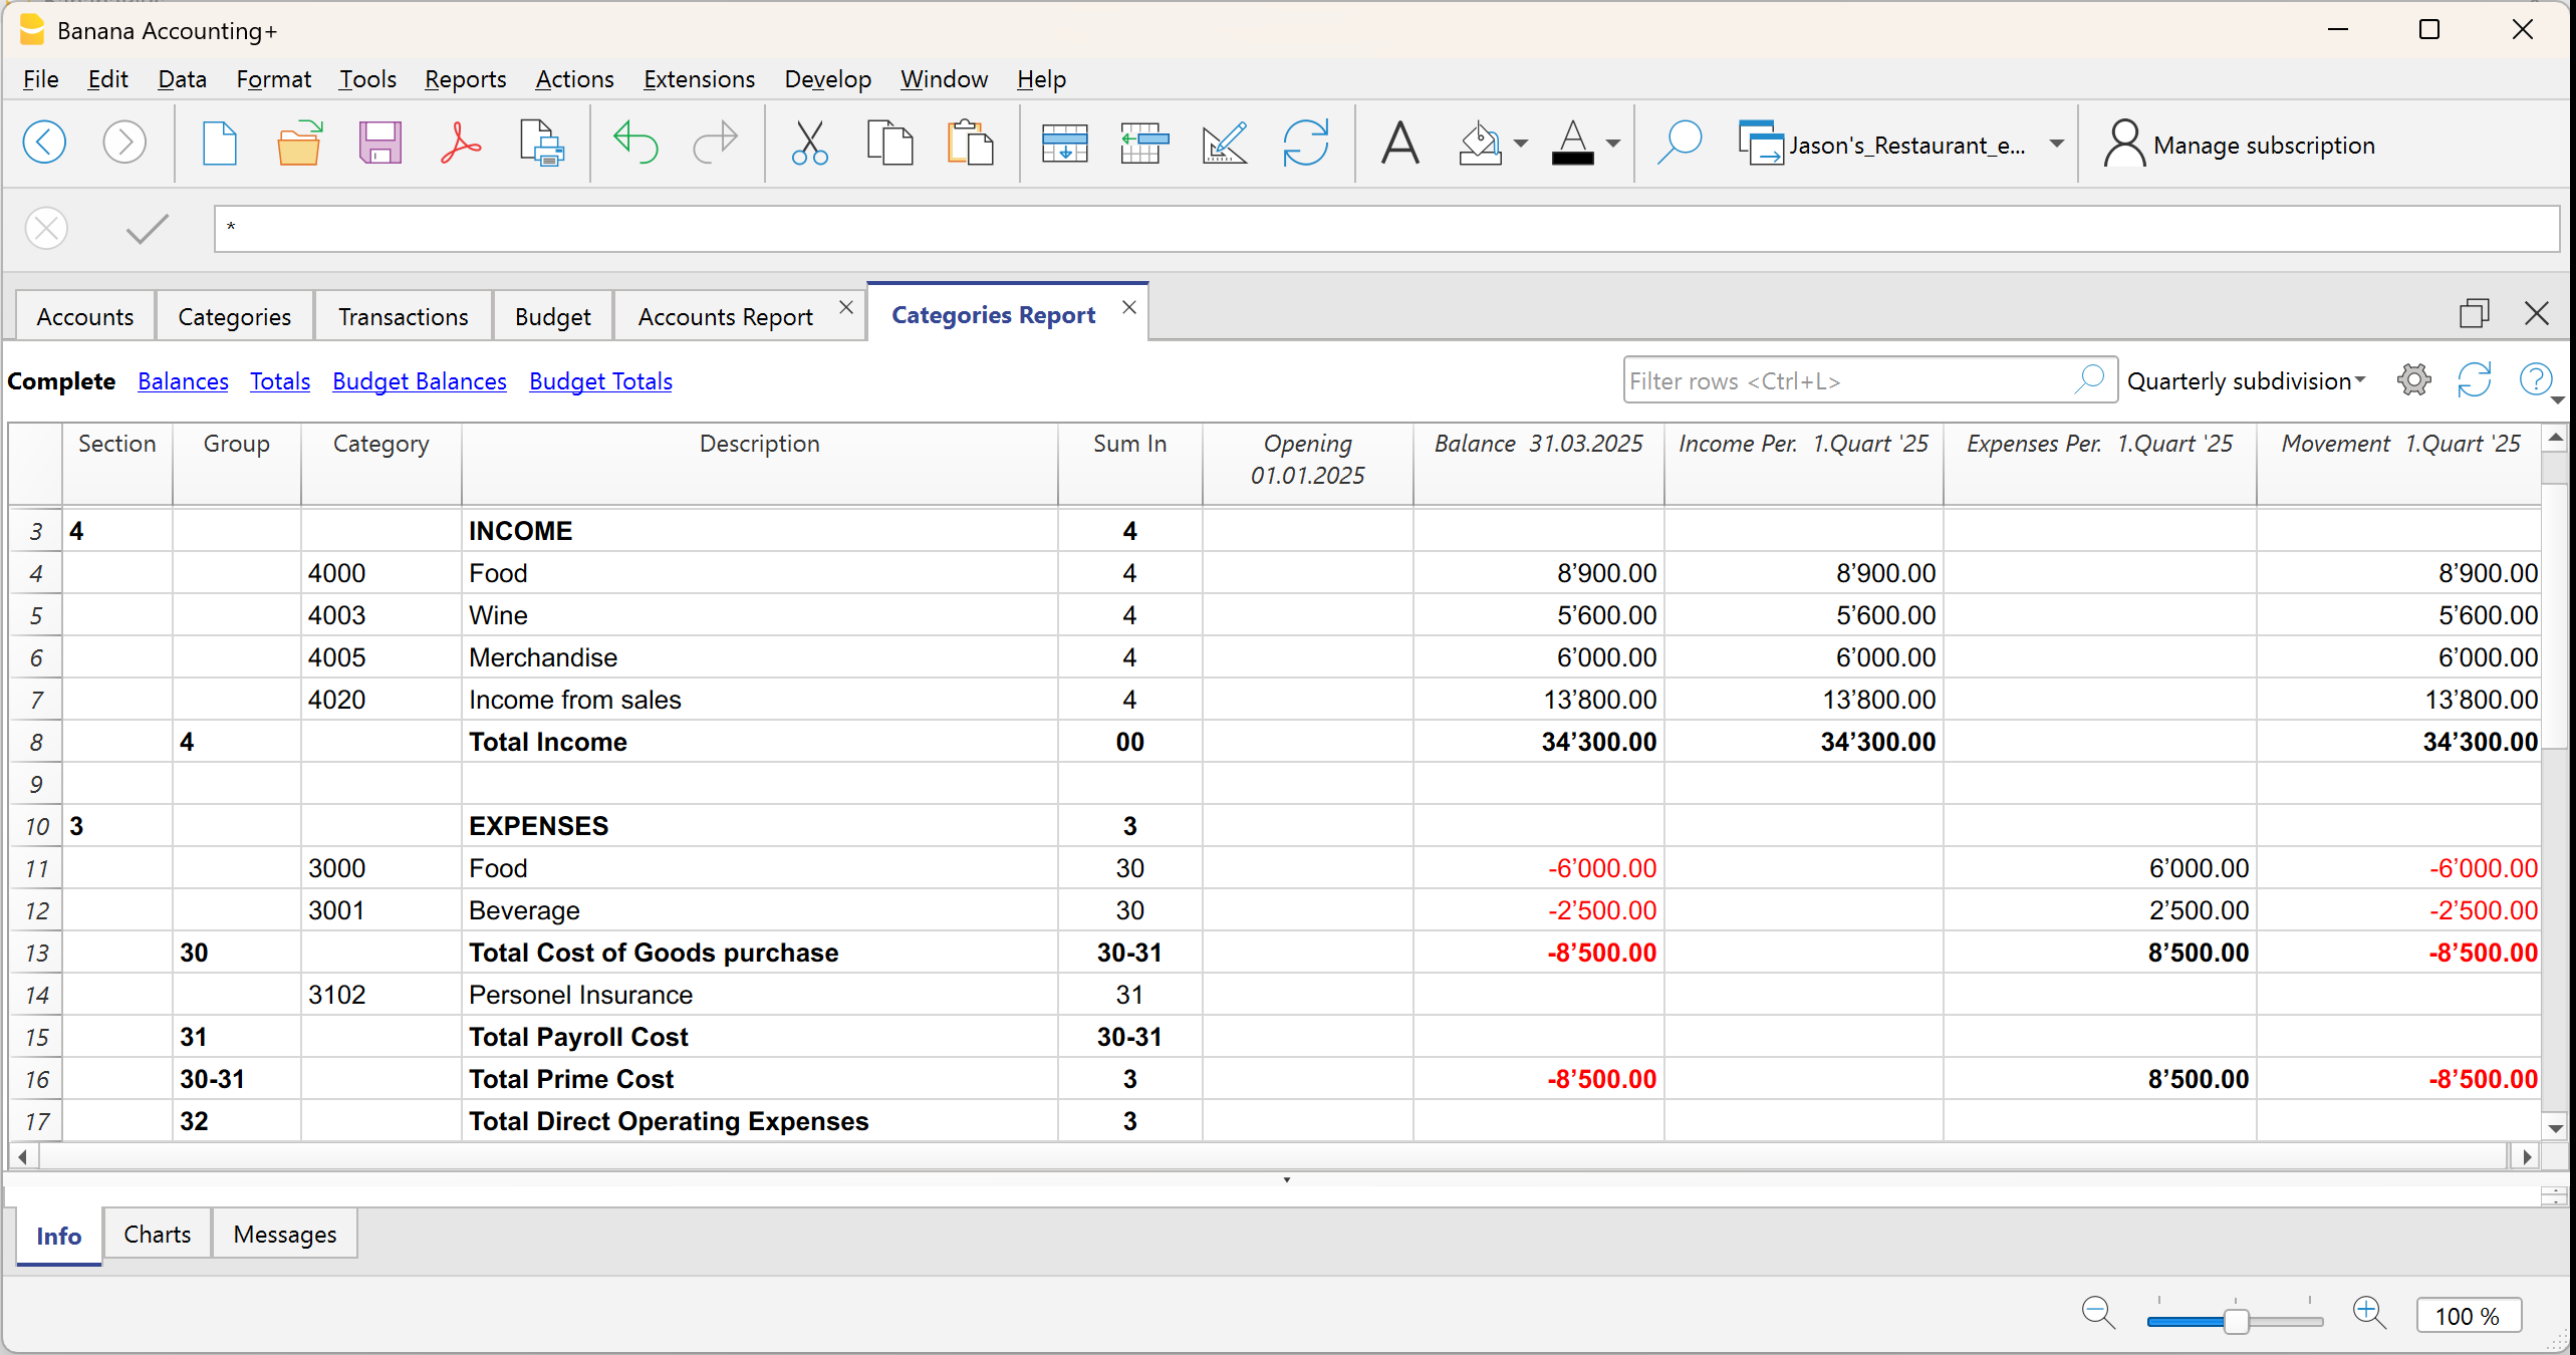 Banana Accounting+
File Edit Data Format Tools Reports Actions Extensions Develop Window Help
Jason's_Restaurant_e... Manage subscription
*
Accounts Categories Transactions Budget Accounts Report Categories Report
Complete Balances Totals Budget Balances Budget Totals Filter rows <Ctrl+L> Quarterly subdivision
Section Group Category Description Sum In Opening Balance 31.03.2025 Income Per. 1.Quart '25 Expenses Per. 1.Quart '25 Movement 1.Quart '25
01.01.2025
3 4 INCOME 4
4 4000 Food 4 8’900.00 8’900.00 8’900.00
5 4003 Wine 4 5’600.00 5’600.00 5’600.00
6 4005 Merchandise 4 6’000.00 6’000.00 6’000.00
7 4020 Income from sales 4 13’800.00 13’800.00 13’800.00
8 4 Total Income 00 34’300.00 34’300.00 34’300.00
9
10 3 EXPENSES 3
11 3000 Food 30 -6’000.00 6’000.00 -6’000.00
12 3001 Beverage 30 -2’500.00 2’500.00 -2’500.00
13 30 Total Cost of Goods purchase 30-31 -8’500.00 8’500.00 -8’500.00
14 3102 Personel Insurance 31
15 31 Total Payroll Cost 30-31
16 30-31 Total Prime Cost 3 -8’500.00 8’500.00 -8’500.00
17 32 Total Direct Operating Expenses 3
Info Charts Messages
100 %